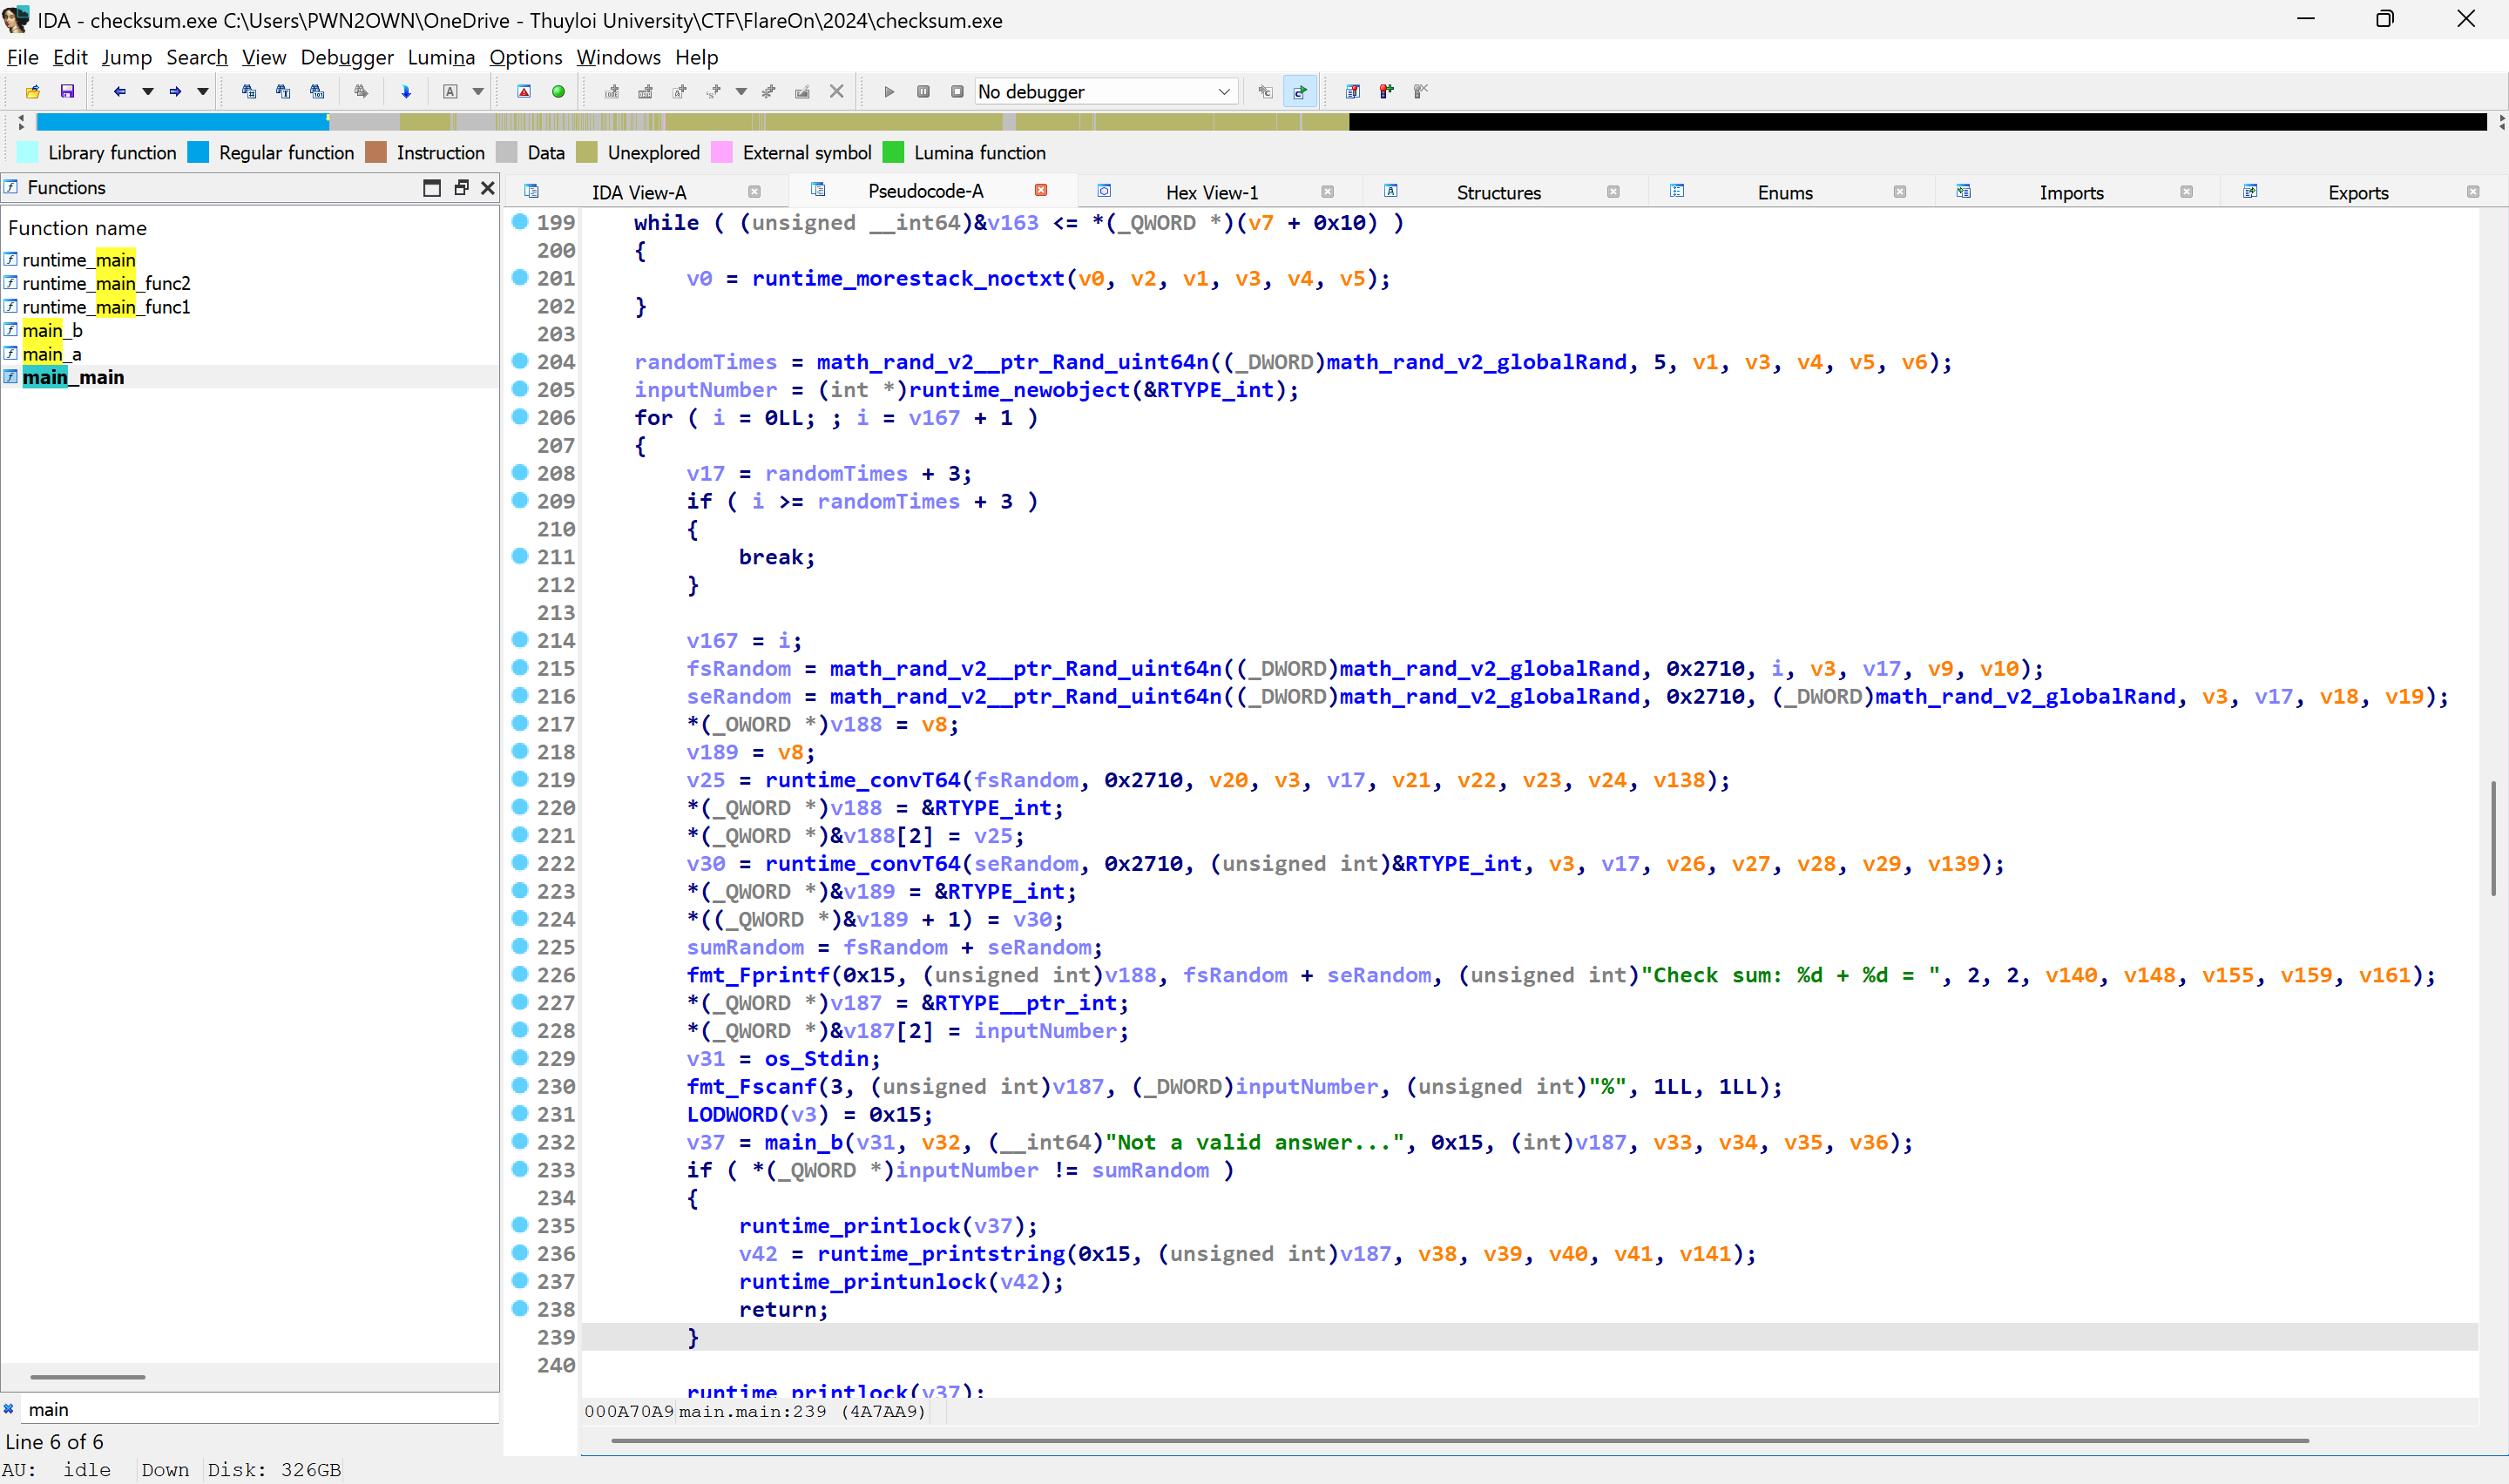 IDA - checksum.exe C:\Users\PWN2OWN\OneDrive - Thuyloi University\CTF\FlareOn\2024\checksum.exe
File Edit Jump Search View Debugger Lumina Options Windows Help
No debugger
Library function Regular function Instruction Data Unexplored External symbol Lumina function
Functions
Function name
runtime_main
runtime_main_func2
runtime_main_func1
main_b
main_a
main_main
main
Line 6 of 6
AU: idle Down Disk: 326GB
IDA View-A Pseudocode-A Hex View-1 Structures Enums Imports Exports
199 while ( (unsigned __int64)&v163 <= *(_QWORD *)(v7 + 0x10) )
200 {
201 v0 = runtime_morestack_noctxt(v0, v2, v1, v3, v4, v5);
202 }
203
204 randomTimes = math_rand_v2__ptr_Rand_uint64n((_DWORD)math_rand_v2_globalRand, 5, v1, v3, v4, v5, v6);
205 inputNumber = (int *)runtime_newobject(&RTYPE_int);
206 for ( i = 0LL; ; i = v167 + 1 )
207 {
208 v17 = randomTimes + 3;
209 if ( i >= randomTimes + 3 )
210 {
211 break;
212 }
213
214 v167 = i;
215 fsRandom = math_rand_v2__ptr_Rand_uint64n((_DWORD)math_rand_v2_globalRand, 0x2710, i, v3, v17, v9, v10);
216 seRandom = math_rand_v2__ptr_Rand_uint64n((_DWORD)math_rand_v2_globalRand, 0x2710, (_DWORD)math_rand_v2_globalRand, v3, v17, v18, v19);
217 *(_OWORD *)v188 = v8;
218 v189 = v8;
219 v25 = runtime_convT64(fsRandom, 0x2710, v20, v3, v17, v21, v22, v23, v24, v138);
220 *(_QWORD *)v188 = &RTYPE_int;
221 *(_QWORD *)&v188[2] = v25;
222 v30 = runtime_convT64(seRandom, 0x2710, (unsigned int)&RTYPE_int, v3, v17, v26, v27, v28, v29, v139);
223 *(_QWORD *)&v189 = &RTYPE_int;
224 *((_QWORD *)&v189 + 1) = v30;
225 sumRandom = fsRandom + seRandom;
226 fmt_Fprintf(0x15, (unsigned int)v188, fsRandom + seRandom, (unsigned int)"Check sum: %d + %d = ", 2, 2, v140, v148, v155, v159, v161);
227 *(_QWORD *)v187 = &RTYPE__ptr_int;
228 *(_QWORD *)&v187[2] = inputNumber;
229 v31 = os_Stdin;
230 fmt_Fscanf(3, (unsigned int)v187, (_DWORD)inputNumber, (unsigned int)"%", 1LL, 1LL);
231 LODWORD(v3) = 0x15;
232 v37 = main_b(v31, v32, (__int64)"Not a valid answer...", 0x15, (int)v187, v33, v34, v35, v36);
233 if ( *(_QWORD *)inputNumber != sumRandom )
234 {
235 runtime_printlock(v37);
236 v42 = runtime_printstring(0x15, (unsigned int)v187, v38, v39, v40, v41, v141);
237 runtime_printunlock(v42);
238 return;
239 }
240
runtime_printlock(v37);
000A70A9 main.main:239 (4A7AA9)